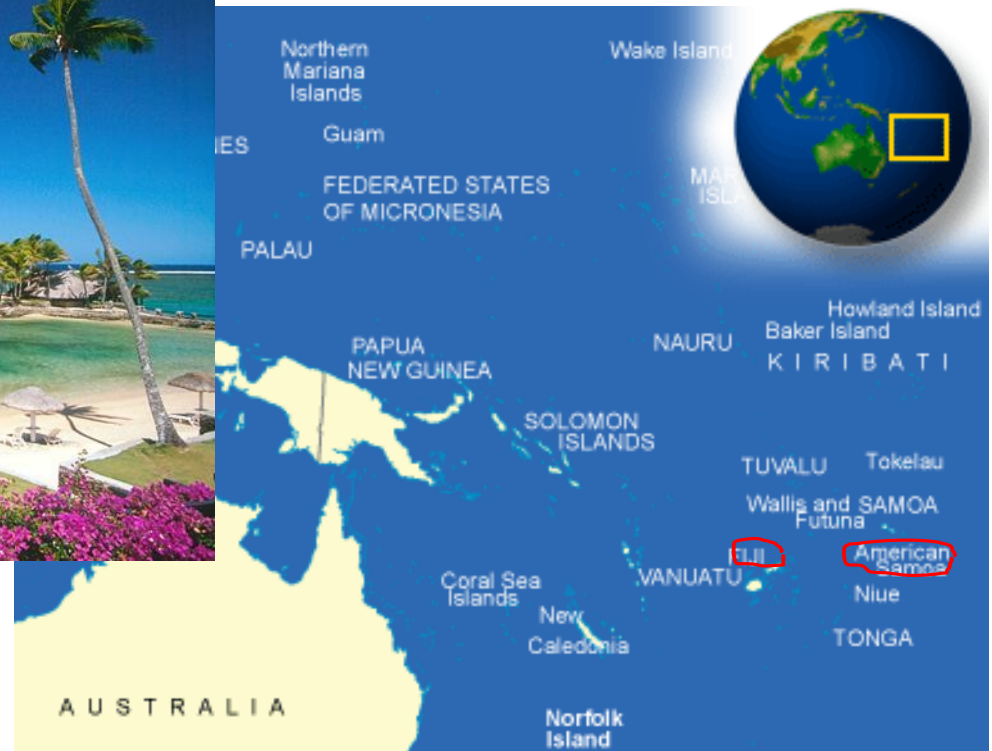 Northern
Mariana
Islands
Wake Island
Guam
FEDERATED STATES
OF MICRONESIA
PALAU
Howland Island
Baker Island
KIRIBATI
NAURU
PAPUA
NEW GUINEA
SOLOMON
ISLANDS
TUVALU
Tokelau
Wallis and
Futuna
SAMOA
FIJI
American
Samoa
VANUATU
Niue
Coral Sea
Islands
New
Caledonia
TONGA
AUSTRALIA
Norfolk
Island